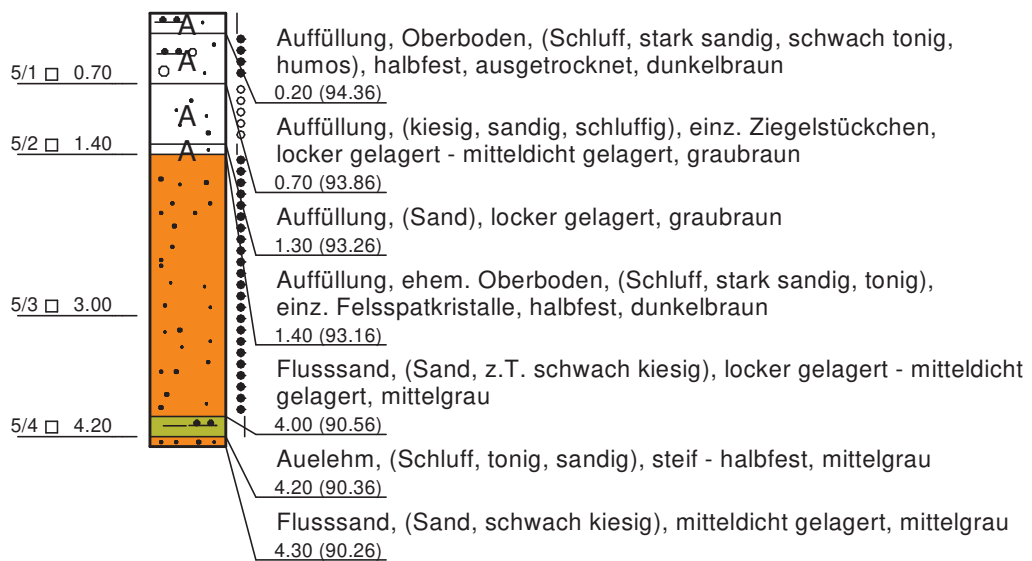 A
Auffüllung, Oberboden, (Schluff, stark sandig, schwach tonig,
humos), halbfest, ausgetrocknet, dunkelbraun
0.20 (94.36)
A
5/1 0.70
Auffüllung, (kiesig, sandig, schluffig), einz. Ziegelstückchen,
locker gelagert - mitteldicht gelagert, graubraun
0.70 (93.86)
A
5/2 1.40
A
Auffüllung, (Sand), locker gelagert, graubraun
1.30 (93.26)
Auffüllung, ehem. Oberboden, (Schluff, stark sandig, tonig),
einz. Felsspatkristalle, halbfest, dunkelbraun
1.40 (93.16)
5/3 3.00
Flusssand, (Sand, z.T. schwach kiesig), locker gelagert - mitteldicht
gelagert, mittelgrau
4.00 (90.56)
5/4 4.20
Auelehm, (Schluff, tonig, sandig), steif - halbfest, mittelgrau
4.20 (90.36)
Flusssand, (Sand, schwach kiesig), mitteldicht gelagert, mittelgrau
4.30 (90.26)